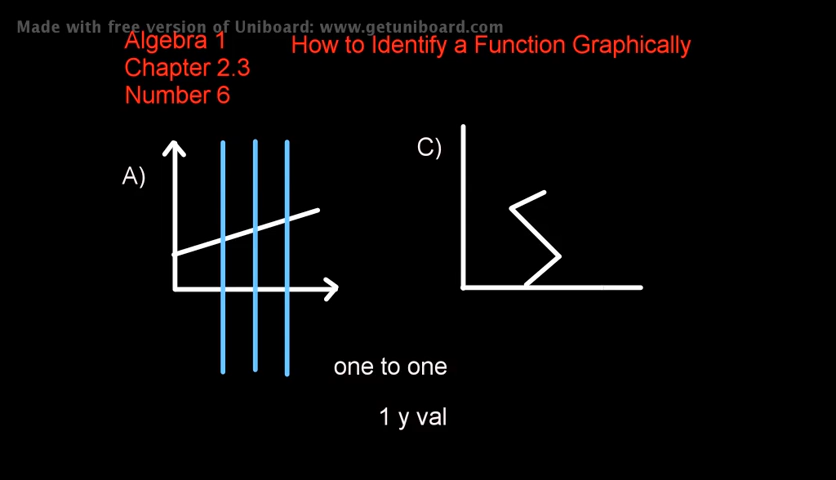 Made with free version of Uniboard: www.getuniboard.com
Algebra 1
How to Identify a Function Graphically
Chapter 2.3
Number 6
A)
C)
one to one
1 y val